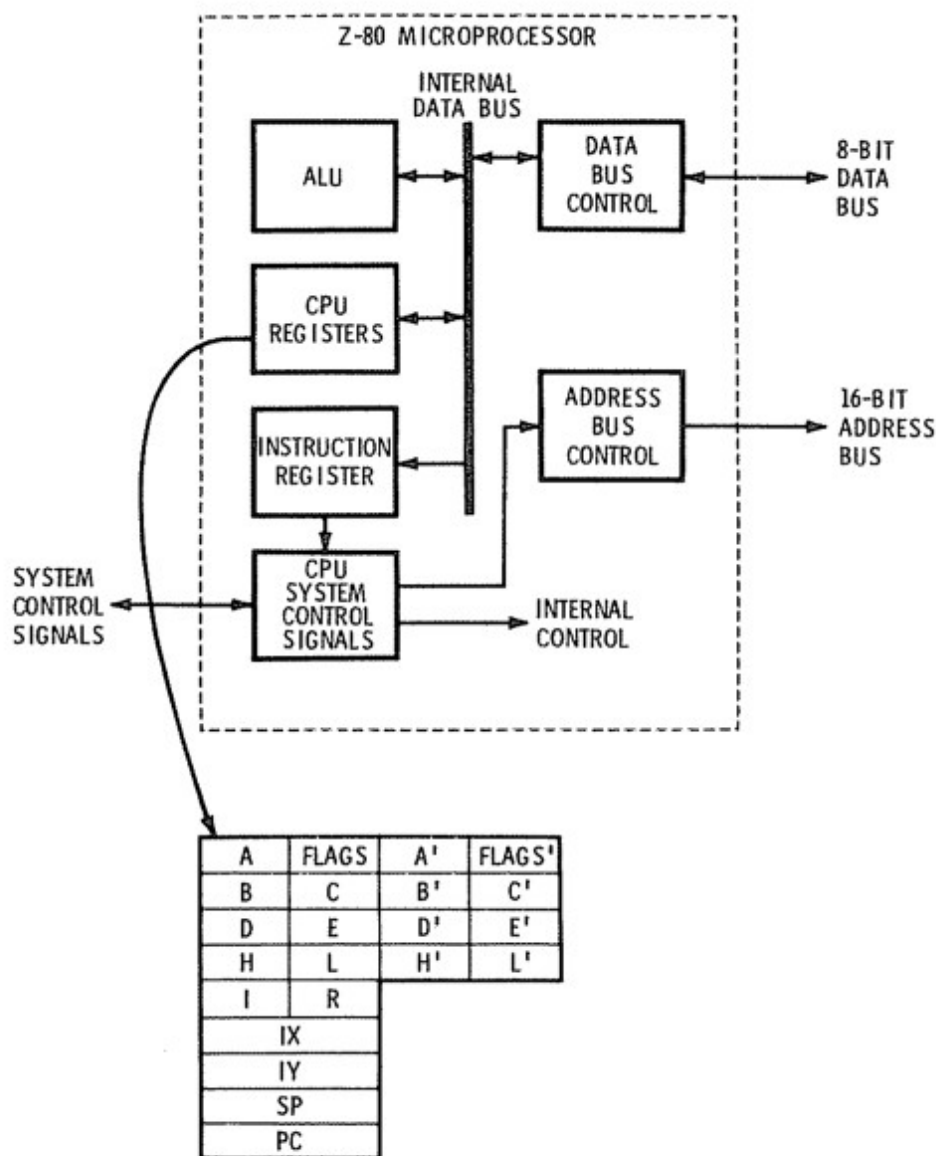 Z-80 MICROPROCESSOR
INTERNAL
DATA BUS
ALU
DATA
BUS
CONTROL
8-BIT
DATA
BUS
CPU
REGISTERS
ADDRESS
BUS
CONTROL
16-BIT
ADDRESS
BUS
INSTRUCTION
REGISTER
SYSTEM
CONTROL
SIGNALS
CPU
SYSTEM
CONTROL
SIGNALS
INTERNAL
CONTROL
A FLAGS A' FLAGS'
B C B' C'
D E D' E'
H L H' L'
I R
IX
IY
SP
PC